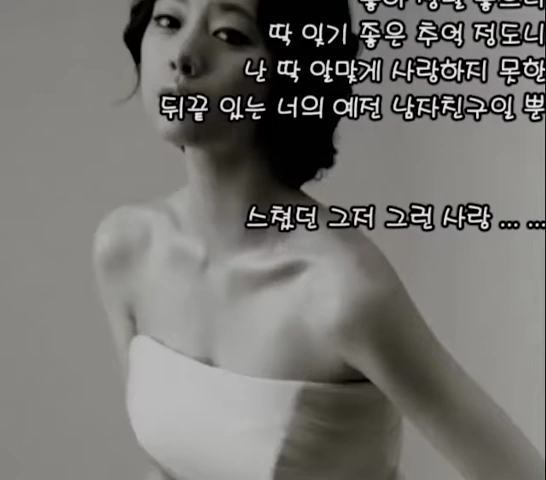 딱 잊기 좋은 추억 정도니
난 딱 알맞게 사랑하지 못한
뒤끝 있는 너의 예전 남자친구일 뿐
스쳤던 그저 그런 사랑 ... ...